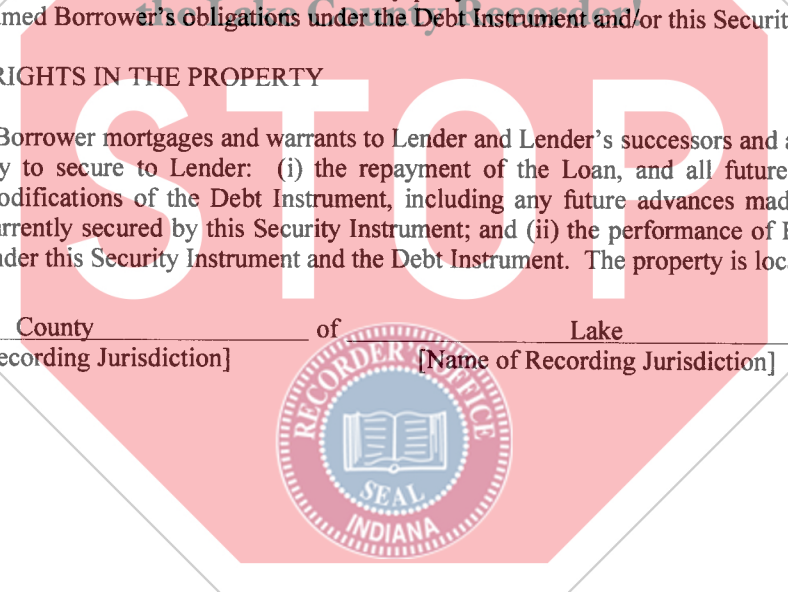 the Lake County Recorder!
med Borrower's obligations under the Debt Instrument and/or this Securit
RIGHTS IN THE PROPERTY
Borrower mortgages and warrants to Lender and Lender's successors and a
y to secure to Lender: (i) the repayment of the Loan, and all future
odifications of the Debt Instrument, including any future advances mad
rrently secured by this Security Instrument; and (ii) the performance of B
der this Security Instrument and the Debt Instrument. The property is loc
STOP
County of Lake
ecording Jurisdiction] [Name of Recording Jurisdiction]
RECORDER'S OFFICE
SEAL
INDIANA